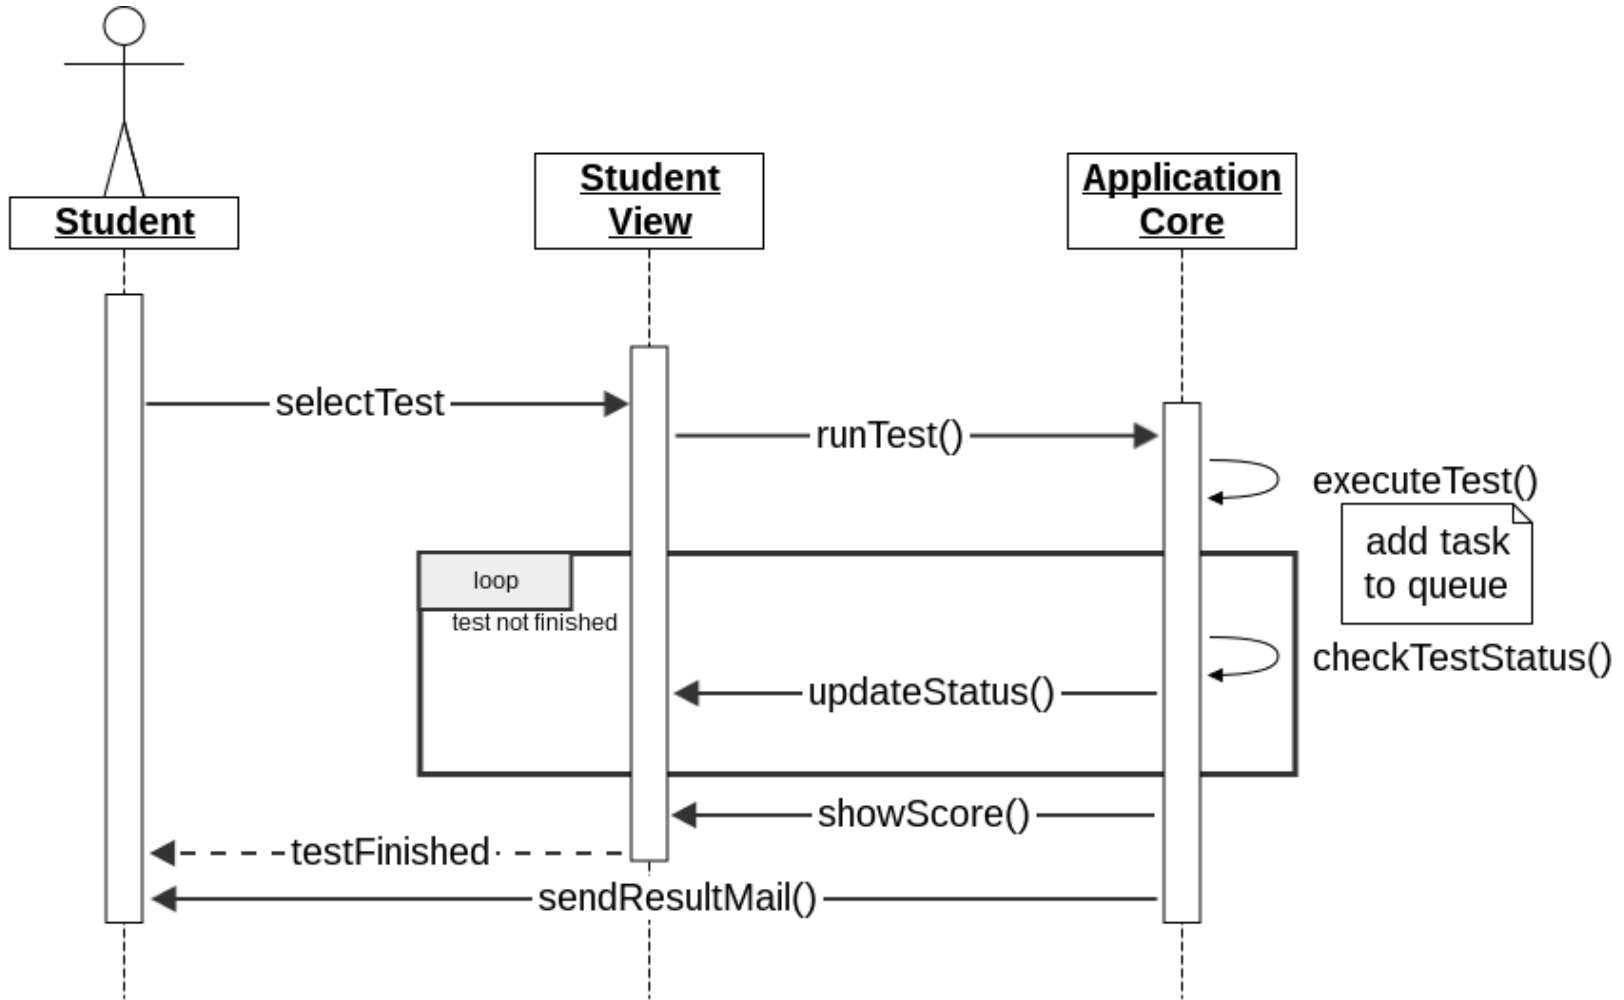 Student
Student
View
Application
Core
selectTest
runTest()
executeTest()
add task
to queue
loop
test not finished
checkTestStatus()
updateStatus()
showScore()
testFinished
sendResultMail()